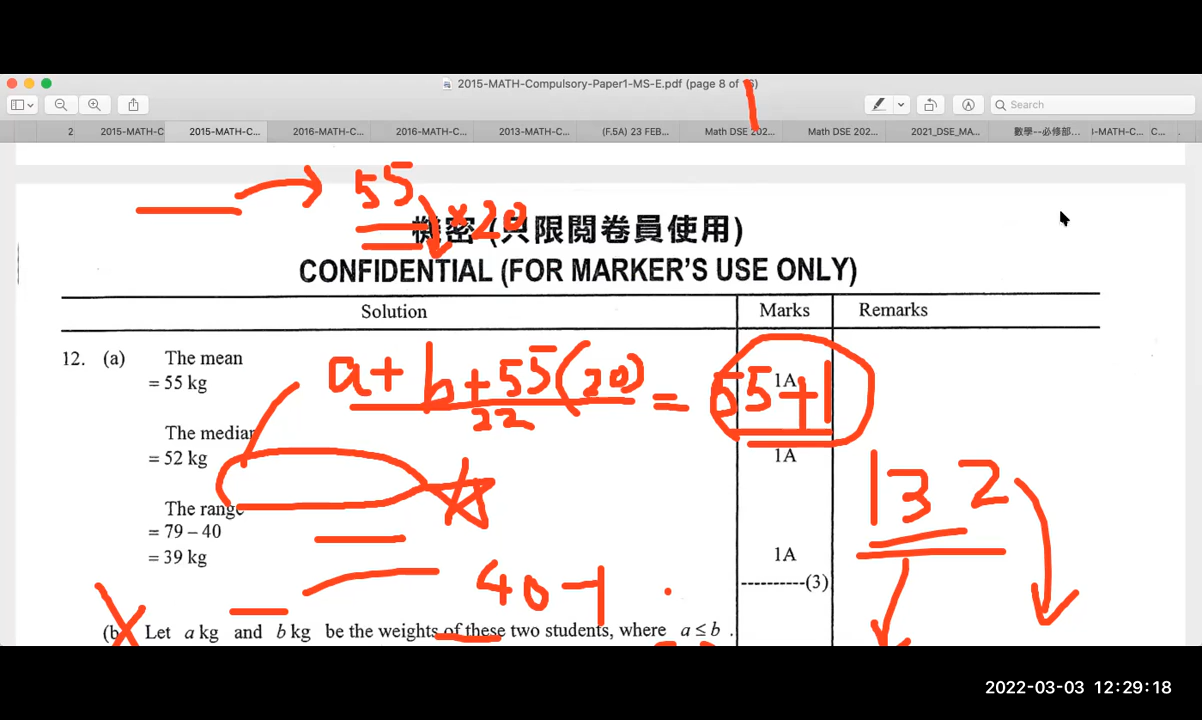 2015-MATH-Compulsory-Paper1-MS-E.pdf (page 8 of
Search
2
2015-MATH-C
2015-MATH-C...
2016-MATH-C...
2016-MATH-C...
2013-MATH-C...
(F.5A) 23 FEB...
Math DSE 202...
Math DSE 202...
2021_DSE_MA...
數學--必修部...
I-MATH-C...
C...
55
× 20
機密 (只限閱卷員使用)
CONFIDENTIAL (FOR MARKER'S USE ONLY)
Solution
Marks
Remarks
12. (a) The mean
= 55 kg
1A
a + b + 55(20)
22
= 55 + 1
The median
= 52 kg
1A
132
The range
= 79 – 40
= 39 kg
1A
----------(3)
40 - 1
(b) Let a kg and b kg be the weights of these two students, where a ≤ b .
2022-03-03 12:29:18